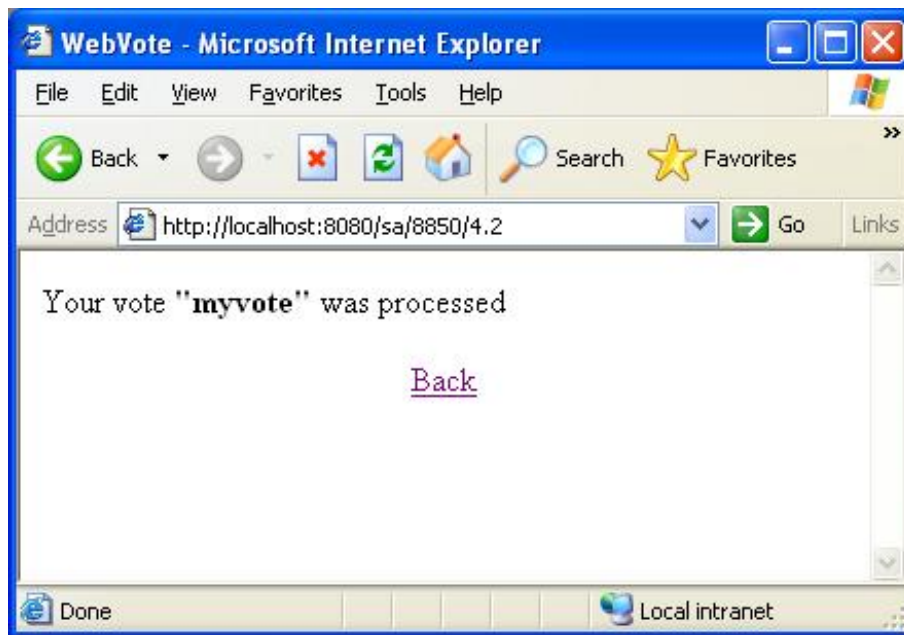 WebVote - Microsoft Internet Explorer
File Edit View Favorites Tools Help
Back Search Favorites »
Address http://localhost:8080/sa/8850/4.2 Go Links
Your vote "myvote" was processed
Back
Done Local intranet